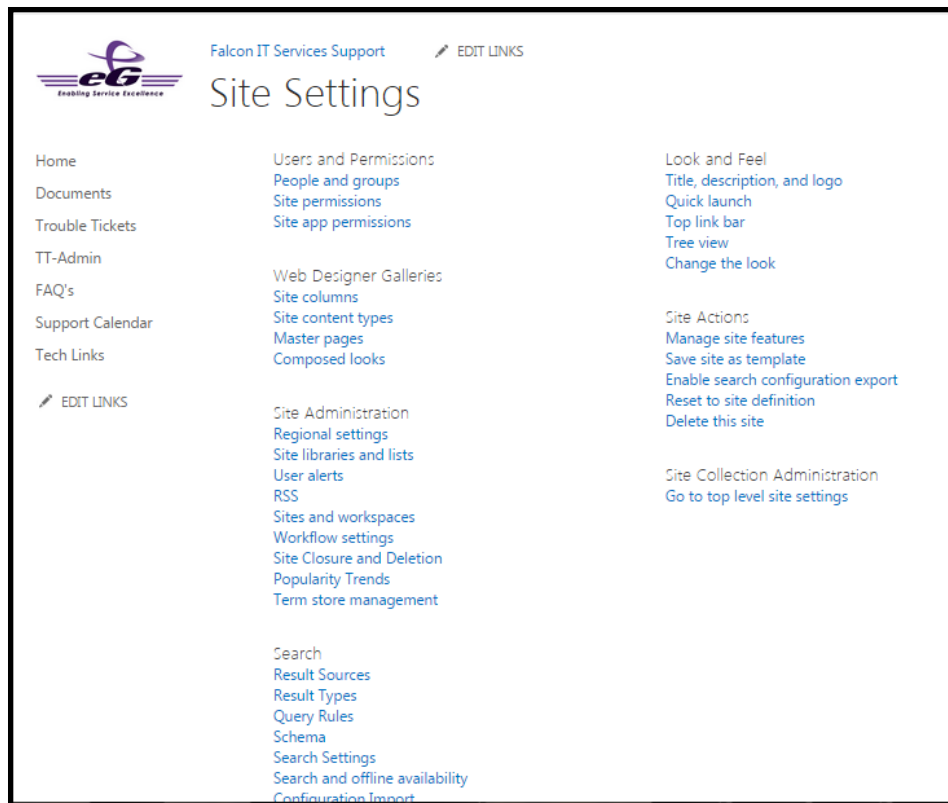 eG
Enabling Service Excellence
Falcon IT Services Support
EDIT LINKS
Site Settings
Home
Documents
Trouble Tickets
TT-Admin
FAQ's
Support Calendar
Tech Links
EDIT LINKS
Users and Permissions
People and groups
Site permissions
Site app permissions
Web Designer Galleries
Site columns
Site content types
Master pages
Composed looks
Site Administration
Regional settings
Site libraries and lists
User alerts
RSS
Sites and workspaces
Workflow settings
Site Closure and Deletion
Popularity Trends
Term store management
Search
Result Sources
Result Types
Query Rules
Schema
Search Settings
Search and offline availability
Configuration Import
Look and Feel
Title, description, and logo
Quick launch
Top link bar
Tree view
Change the look
Site Actions
Manage site features
Save site as template
Enable search configuration export
Reset to site definition
Delete this site
Site Collection Administration
Go to top level site settings